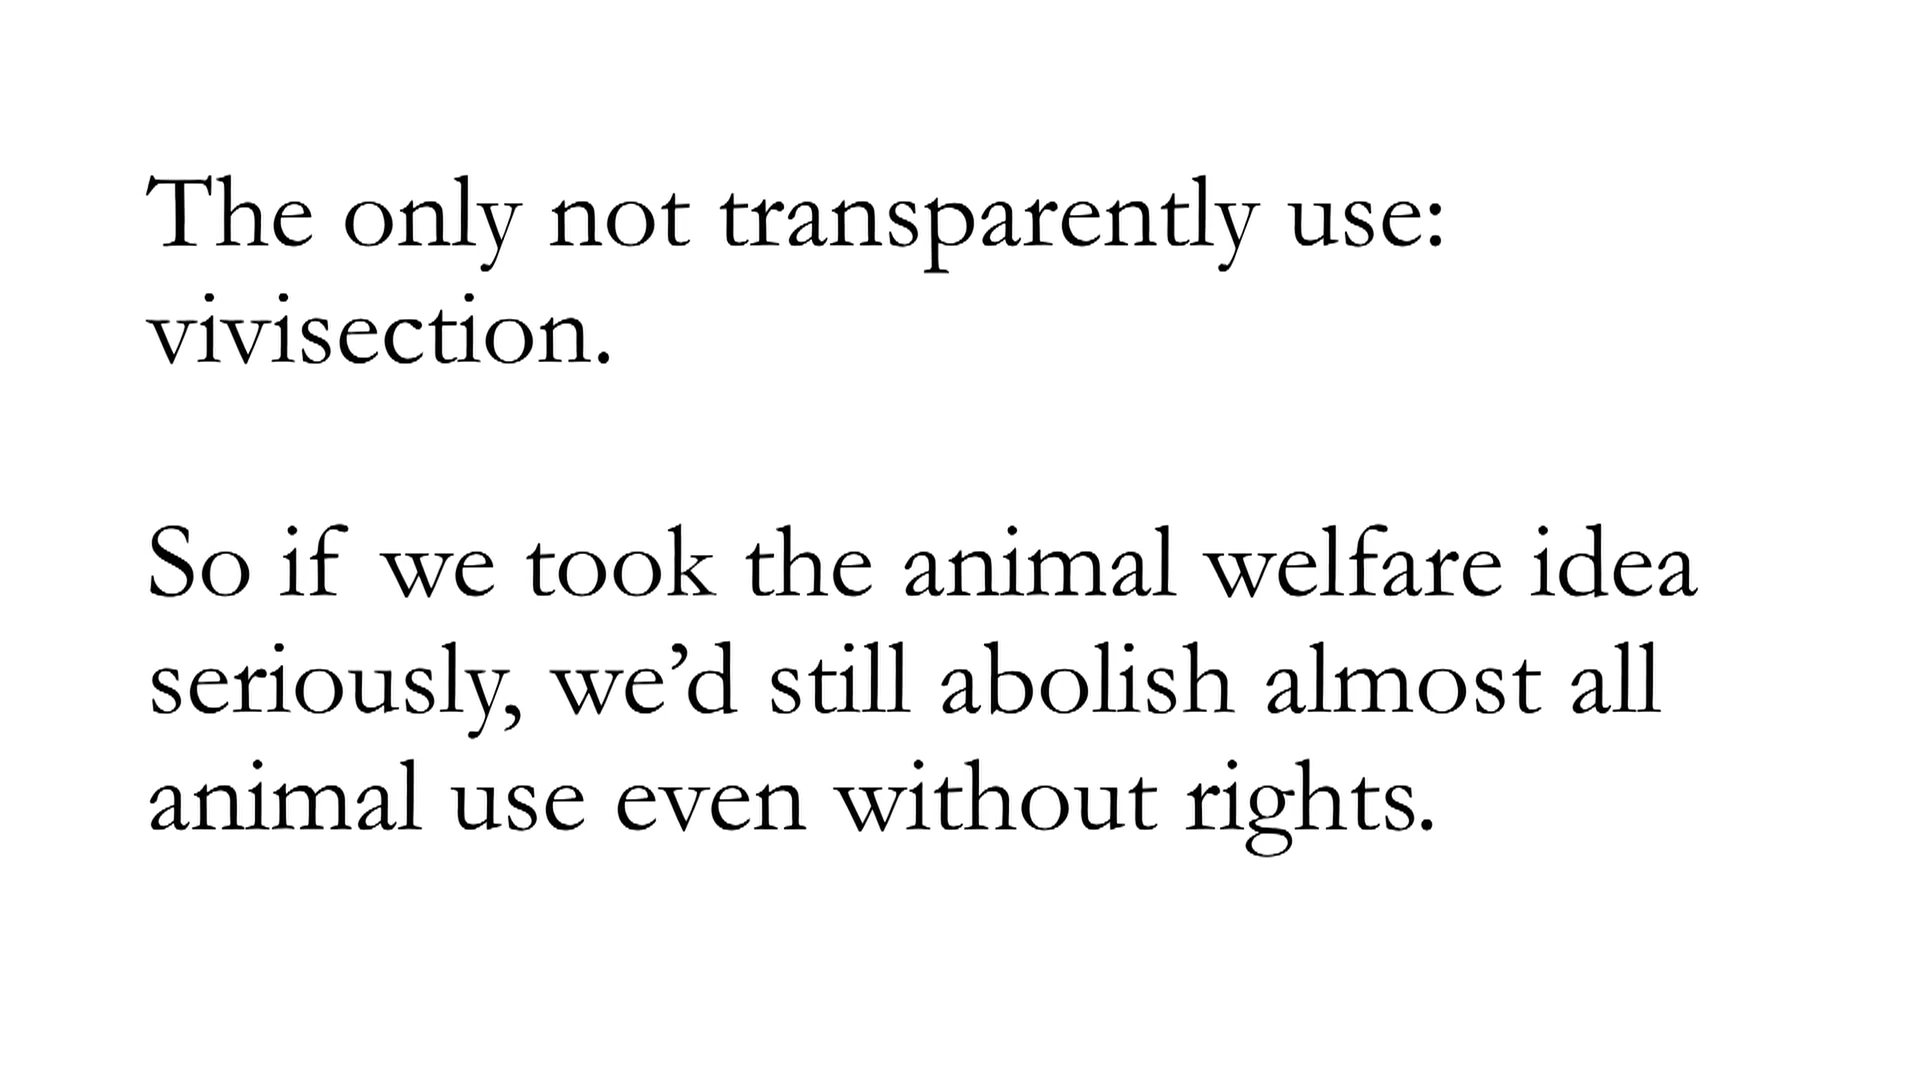 The only not transparently use:
vivisection.
So if we took the animal welfare idea
seriously, we’d still abolish almost all
animal use even without rights.